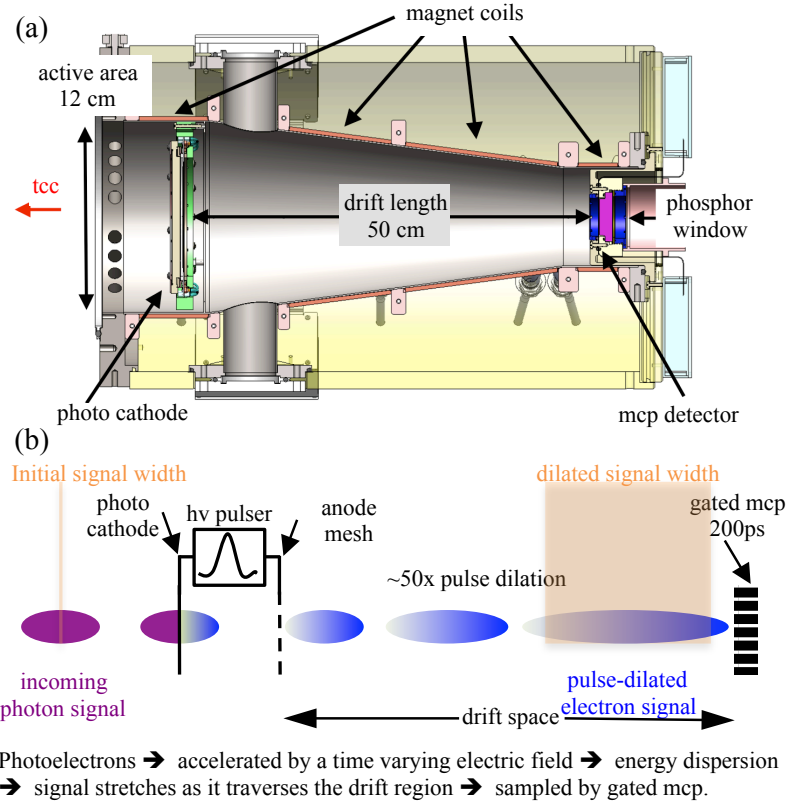 (a)
magnet coils
active area
12 cm
tcc
drift length
50 cm
phosphor
window
photo cathode
mcp detector
(b)
Initial signal width
dilated signal width
photo
cathode
hv pulser
anode
mesh
gated mcp
200ps
~50x pulse dilation
incoming
photon signal
pulse-dilated
electron signal
drift space
Photoelectrons ➔ accelerated by a time varying electric field ➔ energy dispersion
➔ signal stretches as it traverses the drift region ➔ sampled by gated mcp.